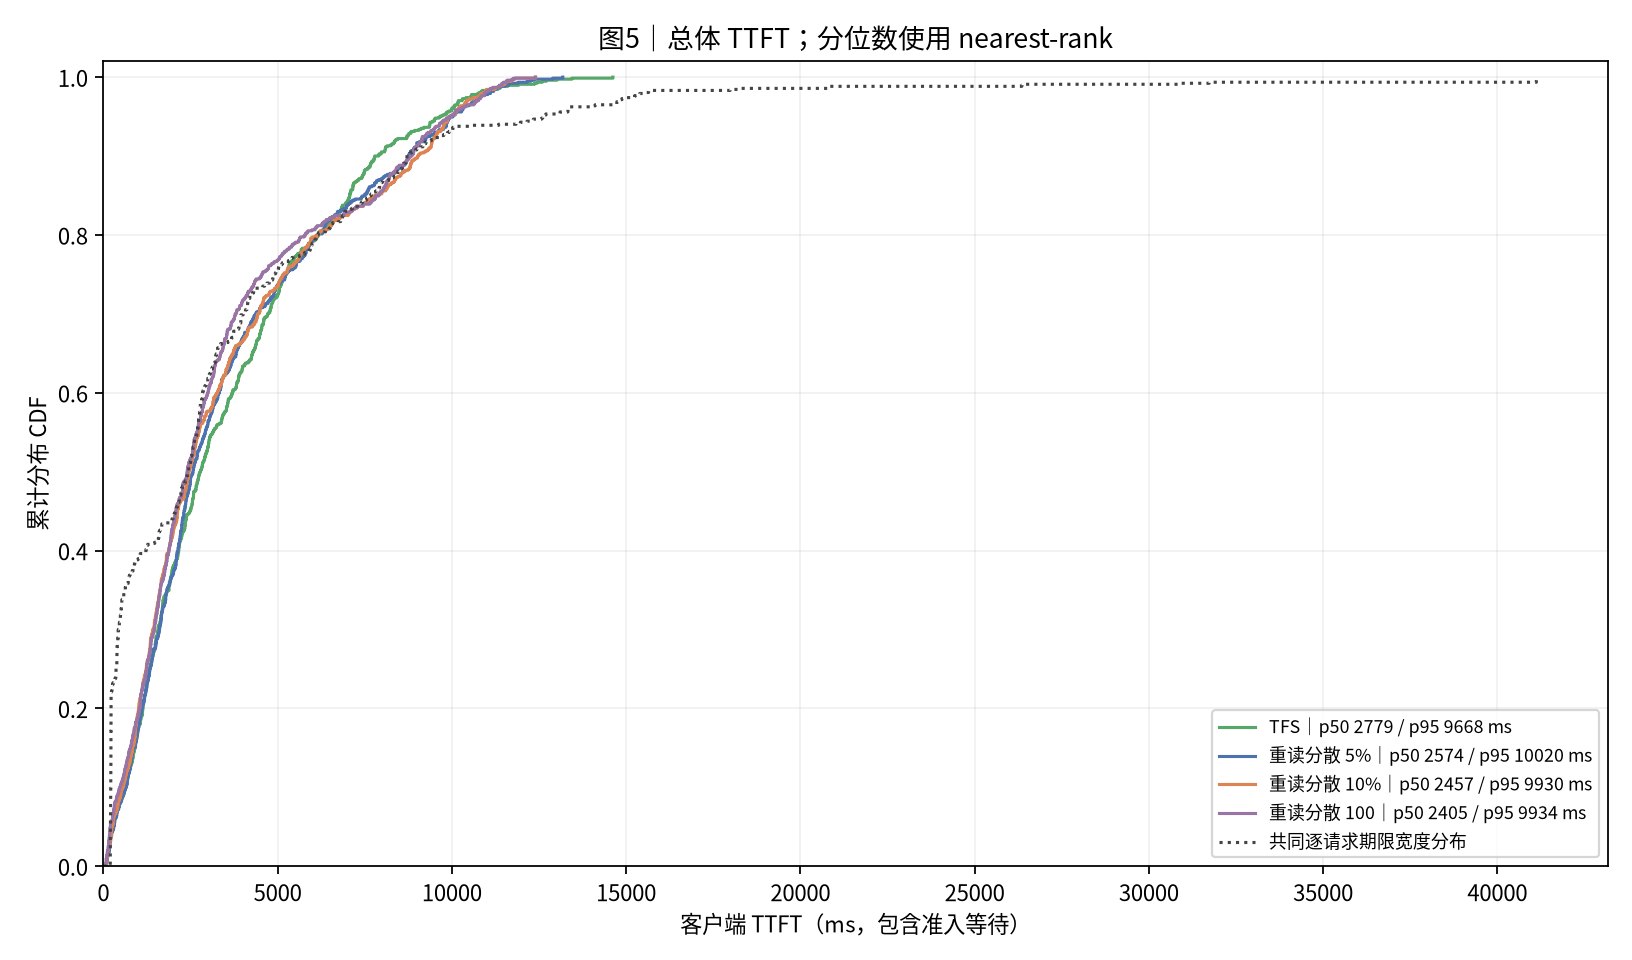 图5｜总体 TTFT；分位数使用 nearest-rank
累计分布 CDF
1.0
0.8
0.6
0.4
0.2
0.0
0
5000
10000
15000
20000
25000
30000
35000
40000
客户端 TTFT（ms，包含准入等待）
TFS｜p50 2779 / p95 9668 ms
重读分散 5%｜p50 2574 / p95 10020 ms
重读分散 10%｜p50 2457 / p95 9930 ms
重读分散 100｜p50 2405 / p95 9934 ms
共同逐请求期限宽度分布